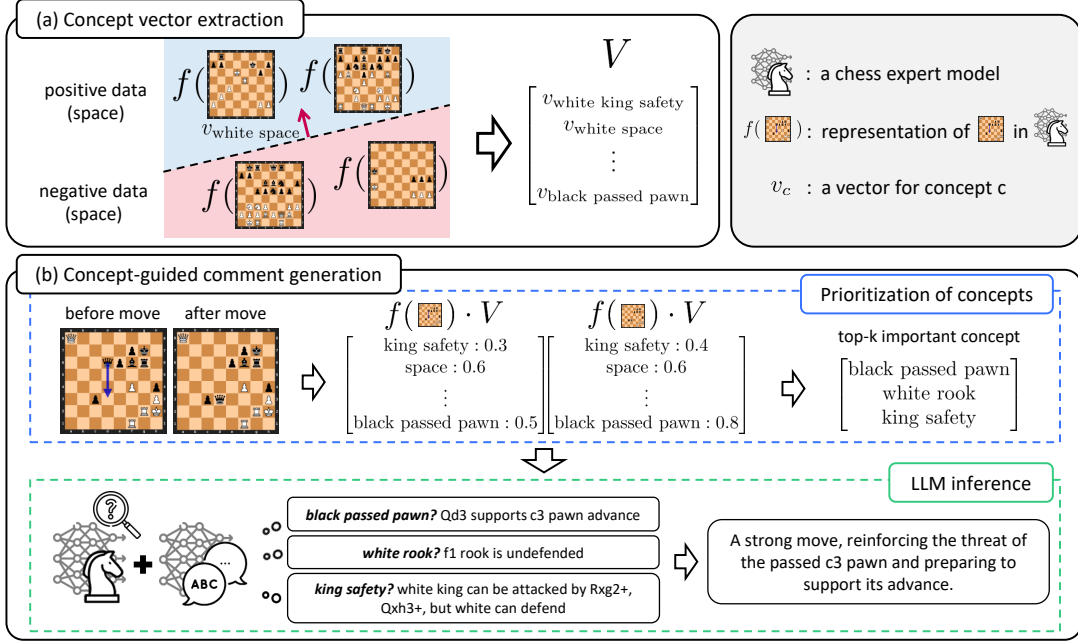 (a) Concept vector extraction
positive data
(space)
negative data
(space)
f( )
f( )
v_white space
f( )
f( )
V
v_white king safety
v_white space
⋮
v_black passed pawn
: a chess expert model
f( ) : representation of in
v_c : a vector for concept c
(b) Concept-guided comment generation
Prioritization of concepts
before move
after move
f( ) · V
king safety : 0.3
space : 0.6
⋮
black passed pawn : 0.5
f( ) · V
king safety : 0.4
space : 0.6
⋮
black passed pawn : 0.8
top-k important concept
black passed pawn
white rook
king safety
LLM inference
?
...
ABC
black passed pawn? Qd3 supports c3 pawn advance
white rook? f1 rook is undefended
king safety? white king can be attacked by Rxg2+,
Qxh3+, but white can defend
A strong move, reinforcing the threat of
the passed c3 pawn and preparing to
support its advance.